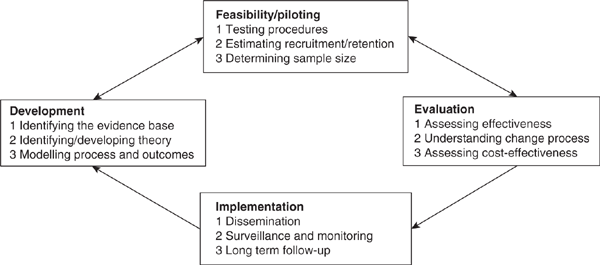 Feasibility/piloting
1 Testing procedures
2 Estimating recruitment/retention
3 Determining sample size
Development
1 Identifying the evidence base
2 Identifying/developing theory
3 Modelling process and outcomes
Evaluation
1 Assessing effectiveness
2 Understanding change process
3 Assessing cost-effectiveness
Implementation
1 Dissemination
2 Surveillance and monitoring
3 Long term follow-up